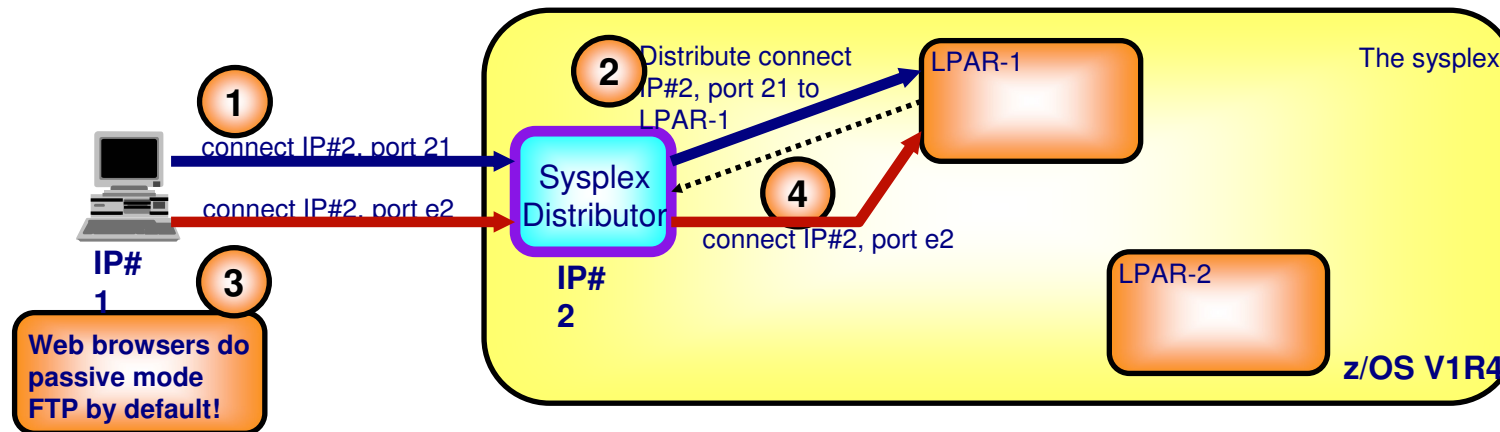 2
Distribute connect
IP#2, port 21 to
LPAR-1
LPAR-1
The sysplex
1
connect IP#2, port 21
Sysplex
Distributor
connect IP#2, port e2
4
connect IP#2, port e2
IP#
1
3
IP#
2
LPAR-2
Web browsers do
passive mode
FTP by default!
z/OS V1R4